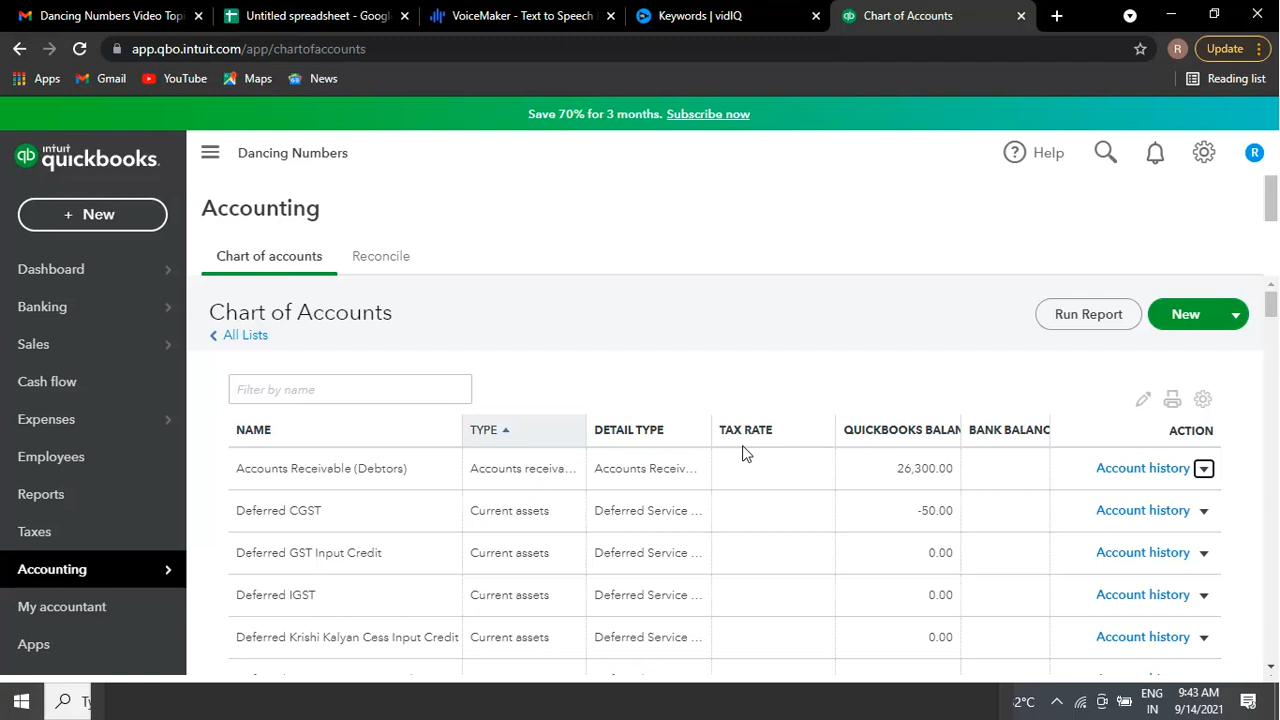 Dancing Numbers Video Topi
Untitled spreadsheet - Google
VoiceMaker - Text to Speech
Keywords | vidIQ
Chart of Accounts
app.qbo.intuit.com/app/chartofaccounts
R
Update
Apps
Gmail
YouTube
Maps
News
Reading list
Save 70% for 3 months. Subscribe now
qb intuit quickbooks.
Dancing Numbers
Help
R
+ New
Accounting
Chart of accounts
Reconcile
Dashboard
Banking
Sales
Cash flow
Expenses
Employees
Reports
Taxes
Accounting
My accountant
Apps
Chart of Accounts
All Lists
Run Report
New
Filter by name
NAME TYPE DETAIL TYPE TAX RATE QUICKBOOKS BALAN BANK BALANC ACTION
Accounts Receivable (Debtors) Accounts receiva... Accounts Receiv... 26,300.00 Account history
Deferred CGST Current assets Deferred Service ... -50.00 Account history
Deferred GST Input Credit Current assets Deferred Service ... 0.00 Account history
Deferred IGST Current assets Deferred Service ... 0.00 Account history
Deferred Krishi Kalyan Cess Input Credit Current assets Deferred Service ... 0.00 Account history
Ty
2°C
ENG
IN
9:43 AM
9/14/2021